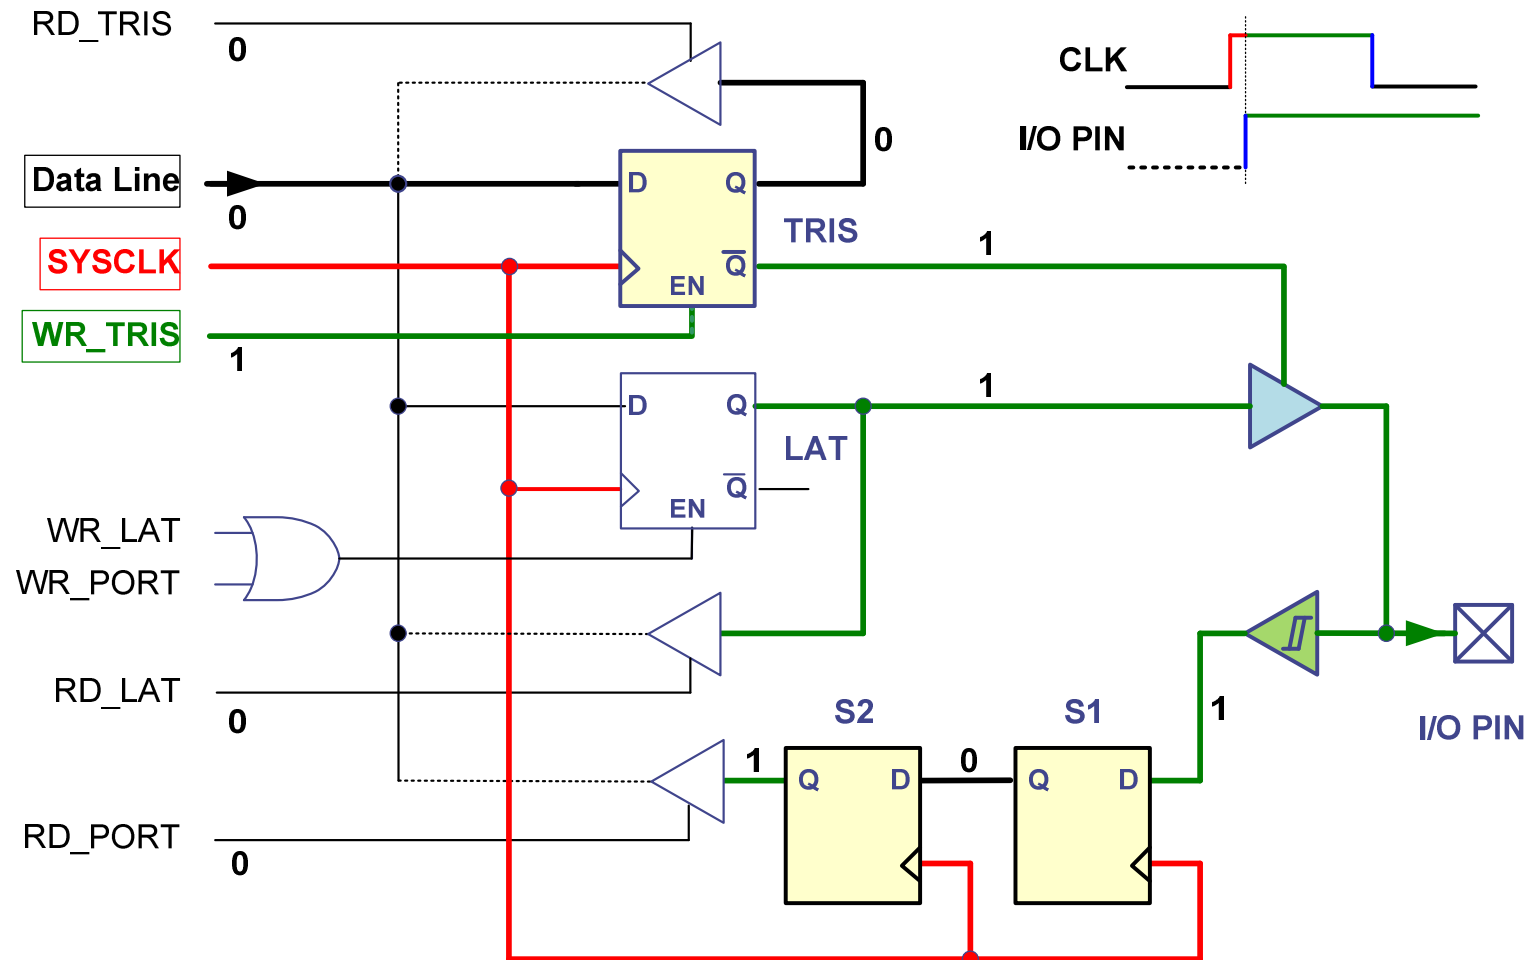 RD_TRIS
0
CLK
I/O PIN
0
Data Line
0
D
Q
TRIS
SYSCLK
Q
EN
1
WR_TRIS
1
D
Q
1
LAT
Q
EN
WR_LAT
WR_PORT
RD_LAT
0
S2
S1
1
I/O PIN
1
0
Q
D
Q
D
RD_PORT
0